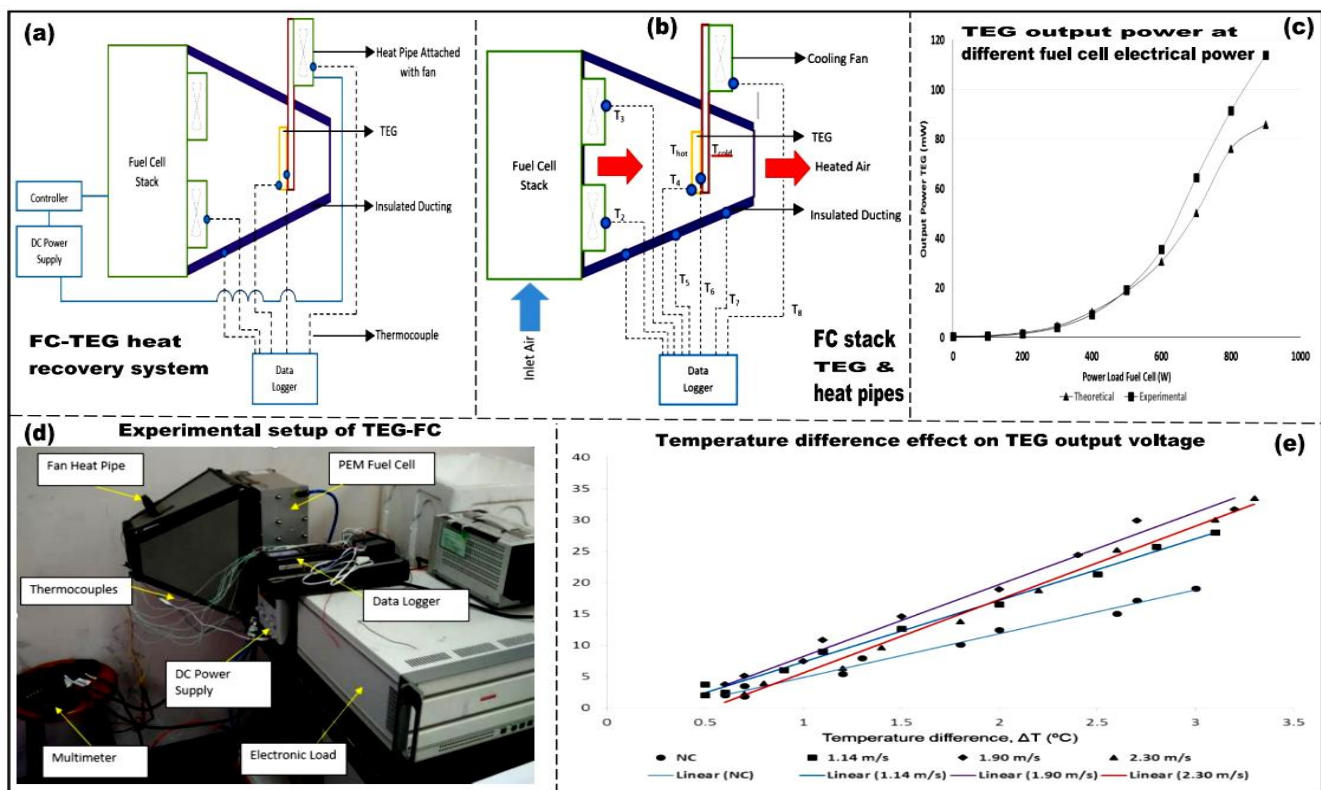 (a)
Heat Pipe Attached
with fan
TEG
Fuel Cell
Stack
Controller
DC Power
Supply
Insulated Ducting
Thermocouple
Data
Logger
FC-TEG heat
recovery system
(b)
Cooling Fan
T3
TEG
Thot
Tcold
Fuel Cell
Stack
Heated Air
T4
T2
Insulated Ducting
T5
T6
T7
T8
Inlet Air
Data
Logger
FC stack
TEG &
heat pipes
(c)
TEG output power at
different fuel cell electrical power
Output Power TEG (mW)
120
100
80
60
40
20
0
0 100 200 300 400 500 600 700 800 900 1000
Power Load Fuel Cell (W)
Theoretical Experimental
(d)
Experimental setup of TEG-FC
Fan Heat Pipe
PEM Fuel Cell
Thermocouples
Data Logger
DC Power
Supply
Multimeter
Electronic Load
(e)
Temperature difference effect on TEG output voltage
40
35
30
25
20
15
10
5
0
0.5 1 1.5 2 2.5 3 3.5
Temperature difference, ΔT (ºC)
NC 1.14 m/s 1.90 m/s 2.30 m/s
Linear (NC) Linear (1.14 m/s) Linear (1.90 m/s) Linear (2.30 m/s)